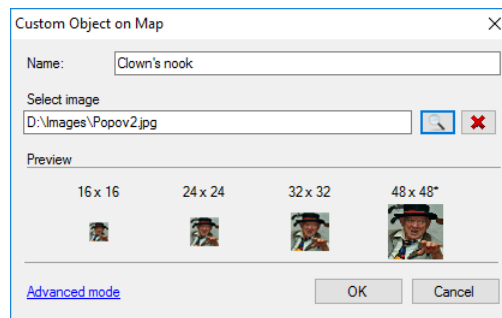 Custom Object on Map
Name: Clown's nook
Select image
D:\Images\Popov2.jpg
Preview
16 x 16 24 x 24 32 x 32 48 x 48*
Advanced mode OK Cancel